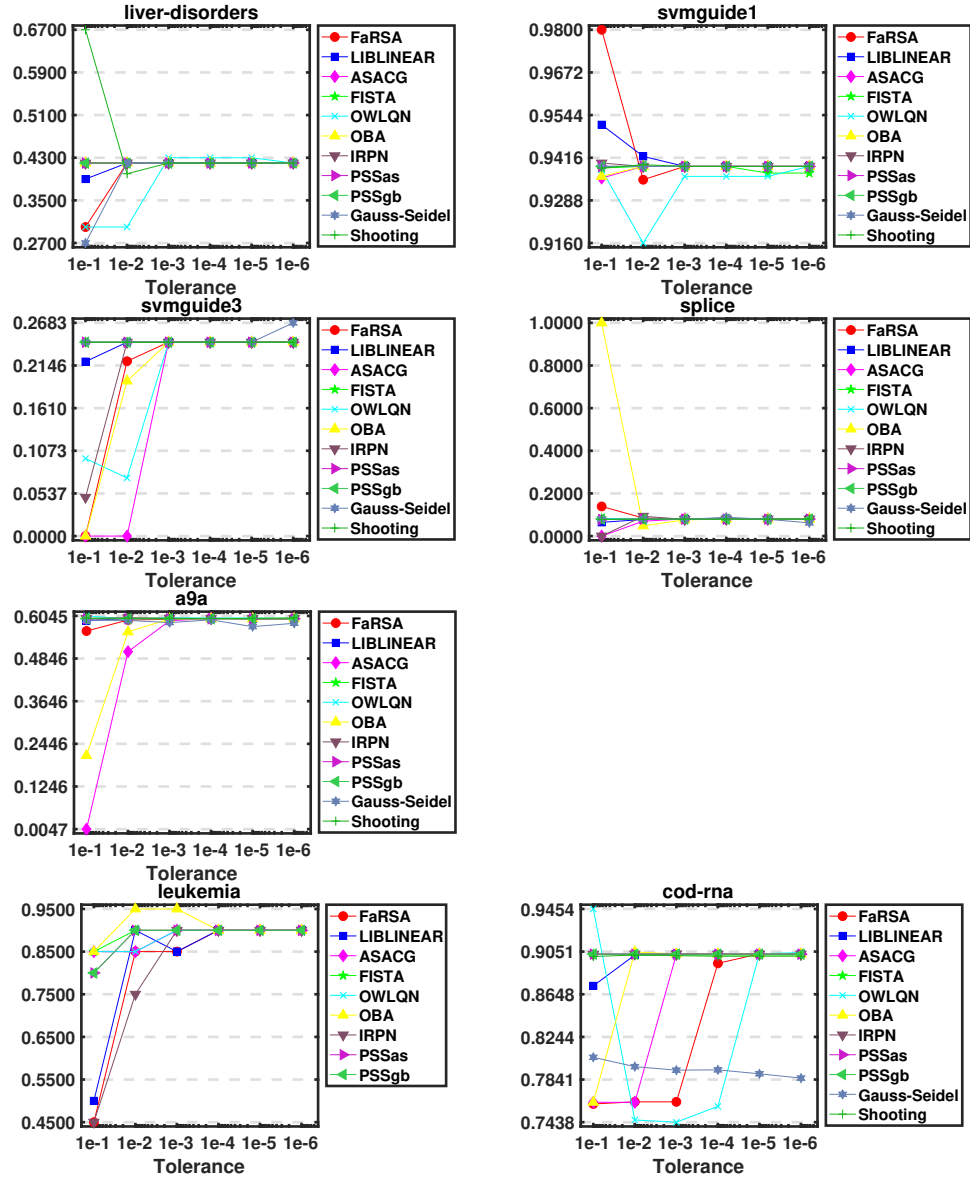 liver-disorders
0.6700
0.5900
0.5100
0.4300
0.3500
0.2700
1e-1 1e-2 1e-3 1e-4 1e-5 1e-6
Tolerance
FaRSA
LIBLINEAR
ASACG
FISTA
OWLQN
OBA
IRPN
PSSas
PSSgb
Gauss-Seidel
Shooting
svmguide1
0.9800
0.9672
0.9544
0.9416
0.9288
0.9160
1e-1 1e-2 1e-3 1e-4 1e-5 1e-6
Tolerance
FaRSA
LIBLINEAR
ASACG
FISTA
OWLQN
OBA
IRPN
PSSas
PSSgb
Gauss-Seidel
Shooting
svmguide3
0.2683
0.2146
0.1610
0.1073
0.0537
0.0000
1e-1 1e-2 1e-3 1e-4 1e-5 1e-6
Tolerance
FaRSA
LIBLINEAR
ASACG
FISTA
OWLQN
OBA
IRPN
PSSas
PSSgb
Gauss-Seidel
Shooting
splice
1.0000
0.8000
0.6000
0.4000
0.2000
0.0000
1e-1 1e-2 1e-3 1e-4 1e-5 1e-6
Tolerance
FaRSA
LIBLINEAR
ASACG
FISTA
OWLQN
OBA
IRPN
PSSas
PSSgb
Gauss-Seidel
Shooting
a9a
0.6045
0.4846
0.3646
0.2446
0.1246
0.0047
1e-1 1e-2 1e-3 1e-4 1e-5 1e-6
Tolerance
FaRSA
LIBLINEAR
ASACG
FISTA
OWLQN
OBA
IRPN
PSSas
PSSgb
Gauss-Seidel
Shooting
leukemia
0.9500
0.8500
0.7500
0.6500
0.5500
0.4500
1e-1 1e-2 1e-3 1e-4 1e-5 1e-6
Tolerance
FaRSA
LIBLINEAR
ASACG
FISTA
OWLQN
OBA
IRPN
PSSas
PSSgb
cod-rna
0.9454
0.9051
0.8648
0.8244
0.7841
0.7438
1e-1 1e-2 1e-3 1e-4 1e-5 1e-6
Tolerance
FaRSA
LIBLINEAR
ASACG
FISTA
OWLQN
OBA
IRPN
PSSas
PSSgb
Gauss-Seidel
Shooting